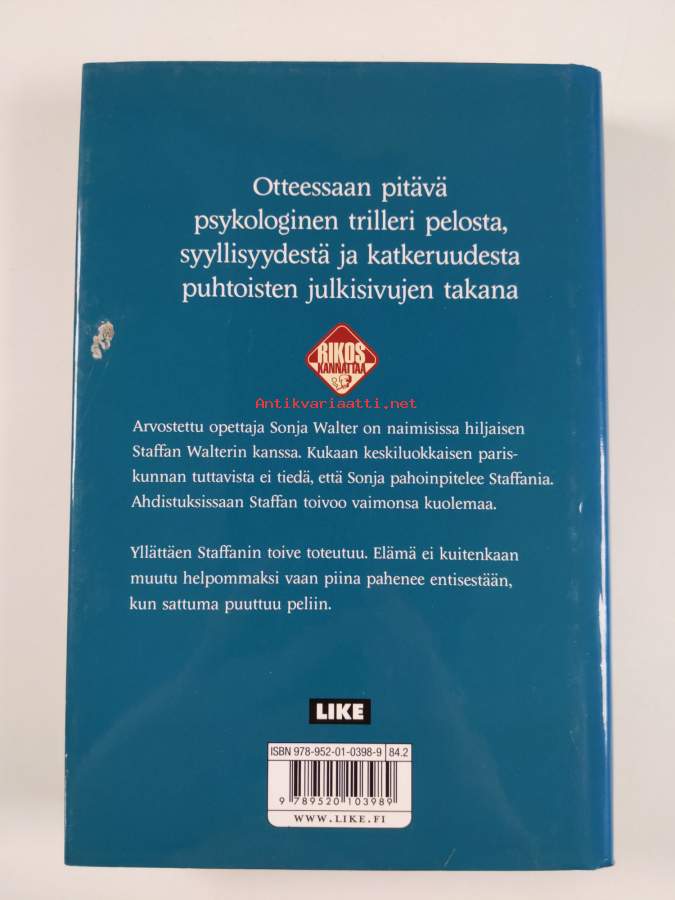 Otteessaan pitävä
psykologinen trilleri pelosta,
syyllisyydestä ja katkeruudesta
puhtoisten julkisivujen takana
RIKOS
KANNATTAA
Antikvariaatti.net
Arvostettu opettaja Sonja Walter on naimisissa hiljaisen
Staffan Walterin kanssa. Kukaan keskiluokkaisen paris-
kunnan tuttavista ei tiedä, että Sonja pahoinpitelee Staffania.
Ahdistuksissaan Staffan toivoo vaimonsa kuolemaa.
Yllättäen Staffanin toive toteutuu. Elämä ei kuitenkaan
muutu helpommaksi vaan piina pahenee entisestään,
kun sattuma puuttuu peliin.
LIKE
ISBN 978-952-01-0398-9 84.2
9 789520 103989
WWW.LIKE.FI